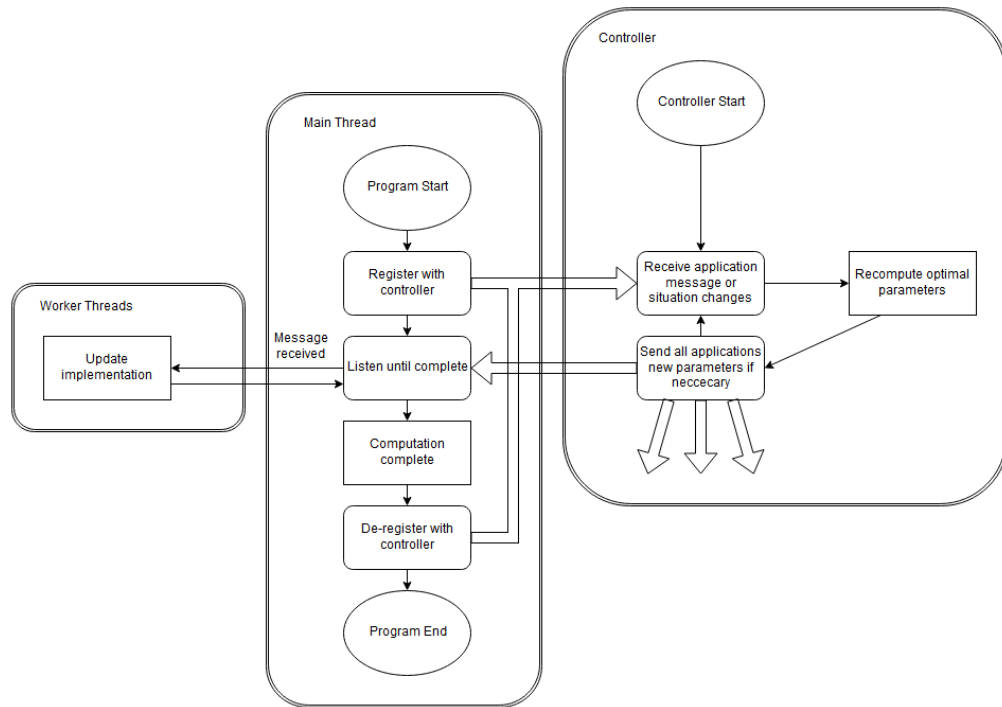 Controller
Controller Start
Main Thread
Program Start
Register with
controller
Receive application
message or
situation changes
Recompute optimal
parameters
Worker Threads
Update
implementation
Message
received
Listen until complete
Send all applications
new parameters if
neccecary
Computation
complete
De-register with
controller
Program End